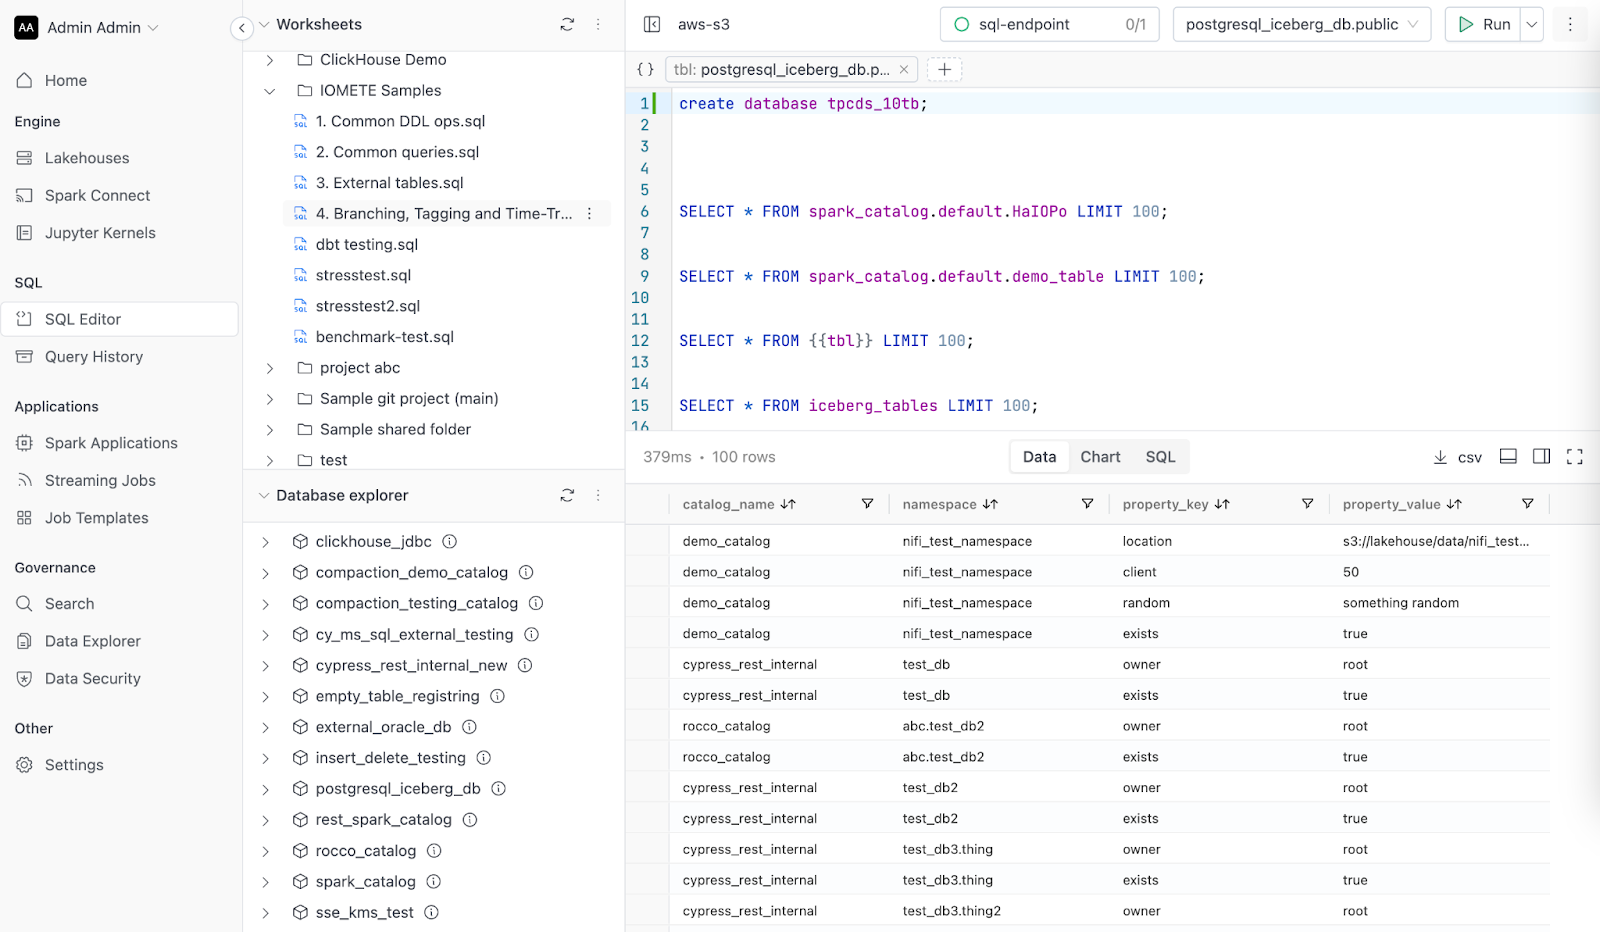 AA Admin Admin
Home
Engine
Lakehouses
Spark Connect
Jupyter Kernels
SQL
SQL Editor
Query History
Applications
Spark Applications
Streaming Jobs
Job Templates
Governance
Search
Data Explorer
Data Security
Other
Settings
Worksheets
ClickHouse Demo
IOMETE Samples
SQL 1. Common DDL ops.sql
SQL 2. Common queries.sql
SQL 3. External tables.sql
SQL 4. Branching, Tagging and Time-Tr...
SQL dbt testing.sql
SQL stresstest.sql
SQL stresstest2.sql
SQL benchmark-test.sql
project abc
Sample git project (main)
Sample shared folder
test
Database explorer
clickhouse_jdbc
compaction_demo_catalog
compaction_testing_catalog
cy_ms_sql_external_testing
cypress_rest_internal_new
empty_table_registring
external_oracle_db
insert_delete_testing
postgresql_iceberg_db
rest_spark_catalog
rocco_catalog
spark_catalog
sse_kms_test
aws-s3
sql-endpoint 0/1
postgresql_iceberg_db.public
Run
{ } tbl: postgresql_iceberg_db.p... × +
1 create database tpcds_10tb;
2
3
4
5
6 SELECT * FROM spark_catalog.default.HaIOPo LIMIT 100;
7
8
9 SELECT * FROM spark_catalog.default.demo_table LIMIT 100;
10
11
12 SELECT * FROM {{tbl}} LIMIT 100;
13
14
15 SELECT * FROM iceberg_tables LIMIT 100;
16
379ms • 100 rows
Data Chart SQL
csv
catalog_name namespace property_key property_value
demo_catalog nifi_test_namespace location s3://lakehouse/data/nifi_test...
demo_catalog nifi_test_namespace client 50
demo_catalog nifi_test_namespace random something random
demo_catalog nifi_test_namespace exists true
cypress_rest_internal test_db owner root
cypress_rest_internal test_db exists true
rocco_catalog abc.test_db2 owner root
rocco_catalog abc.test_db2 exists true
cypress_rest_internal test_db2 owner root
cypress_rest_internal test_db2 exists true
cypress_rest_internal test_db3.thing owner root
cypress_rest_internal test_db3.thing exists true
cypress_rest_internal test_db3.thing2 owner root